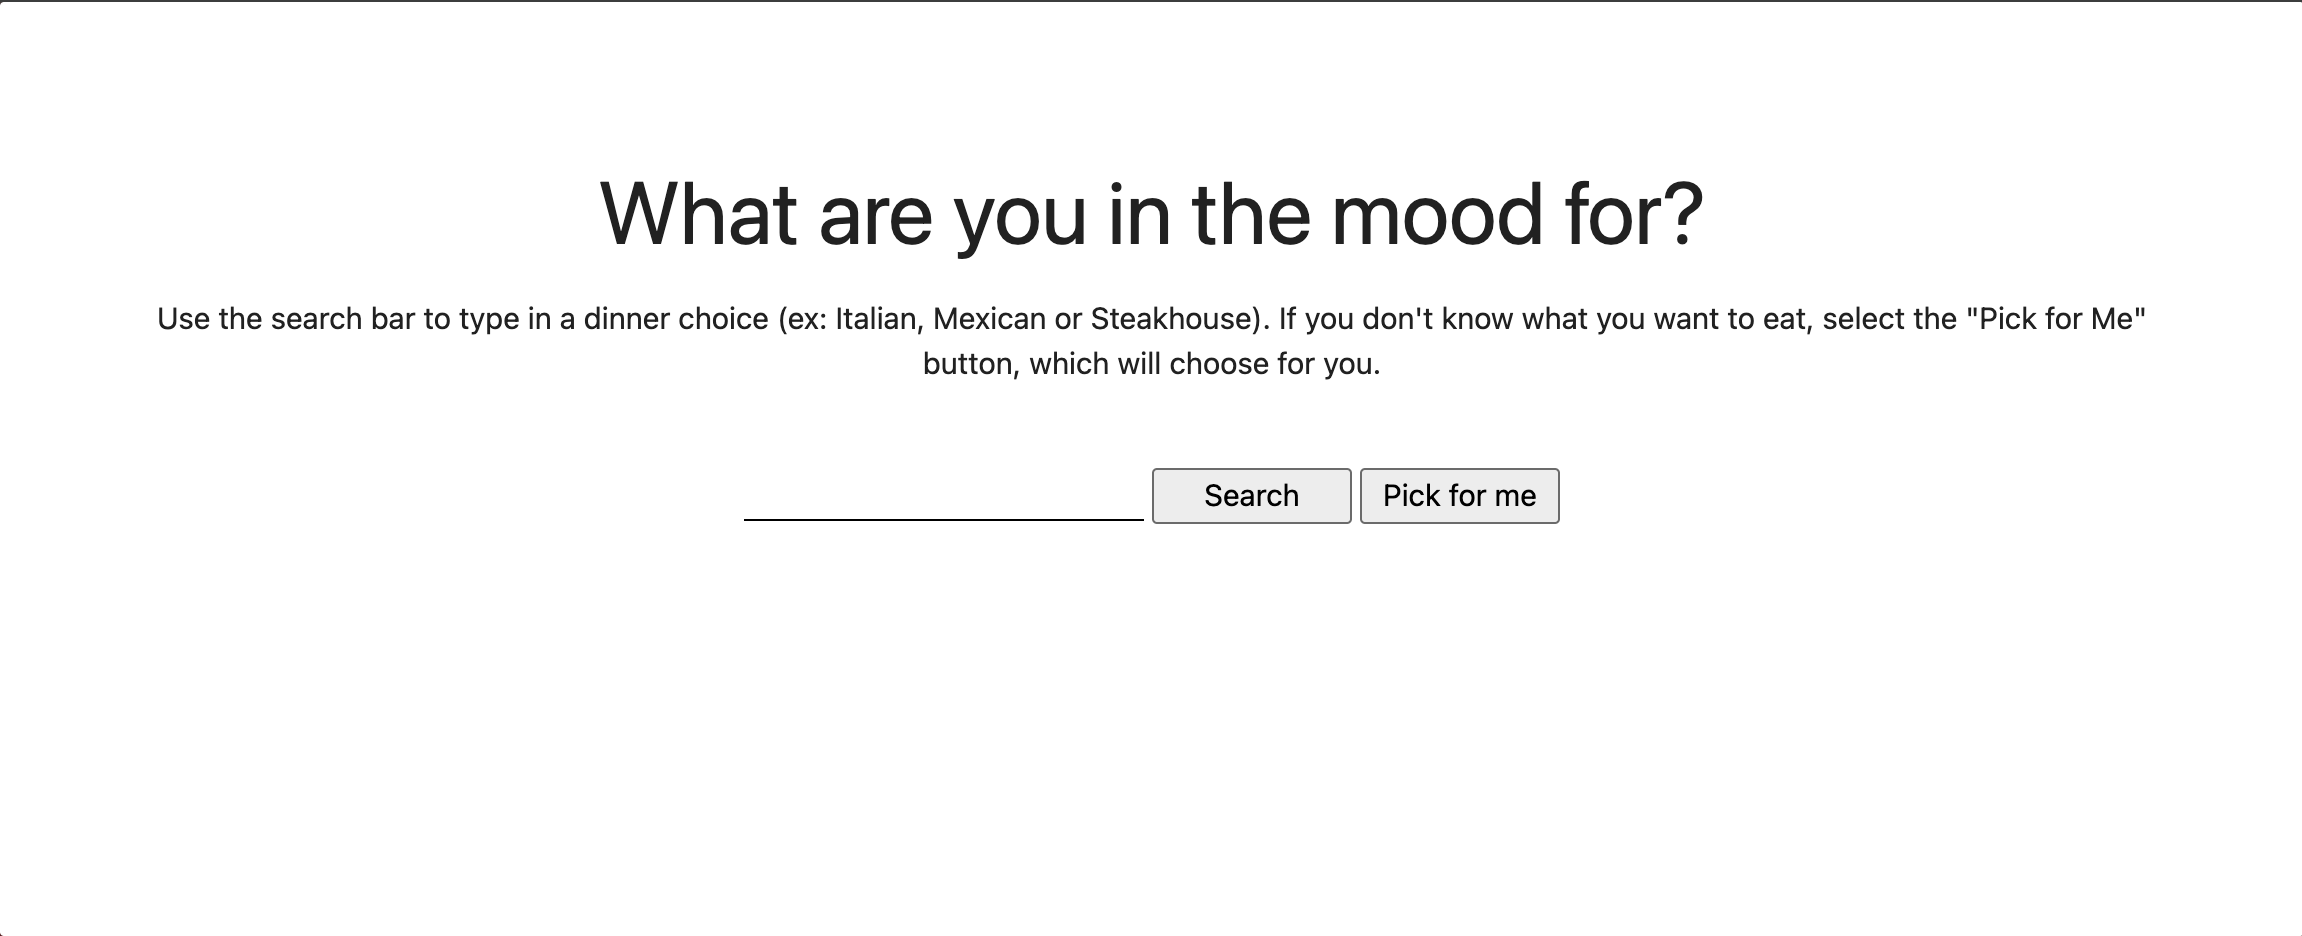 What are you in the mood for?
Use the search bar to type in a dinner choice (ex: Italian, Mexican or Steakhouse). If you don't know what you want to eat, select the "Pick for Me"
button, which will choose for you.
Search Pick for me